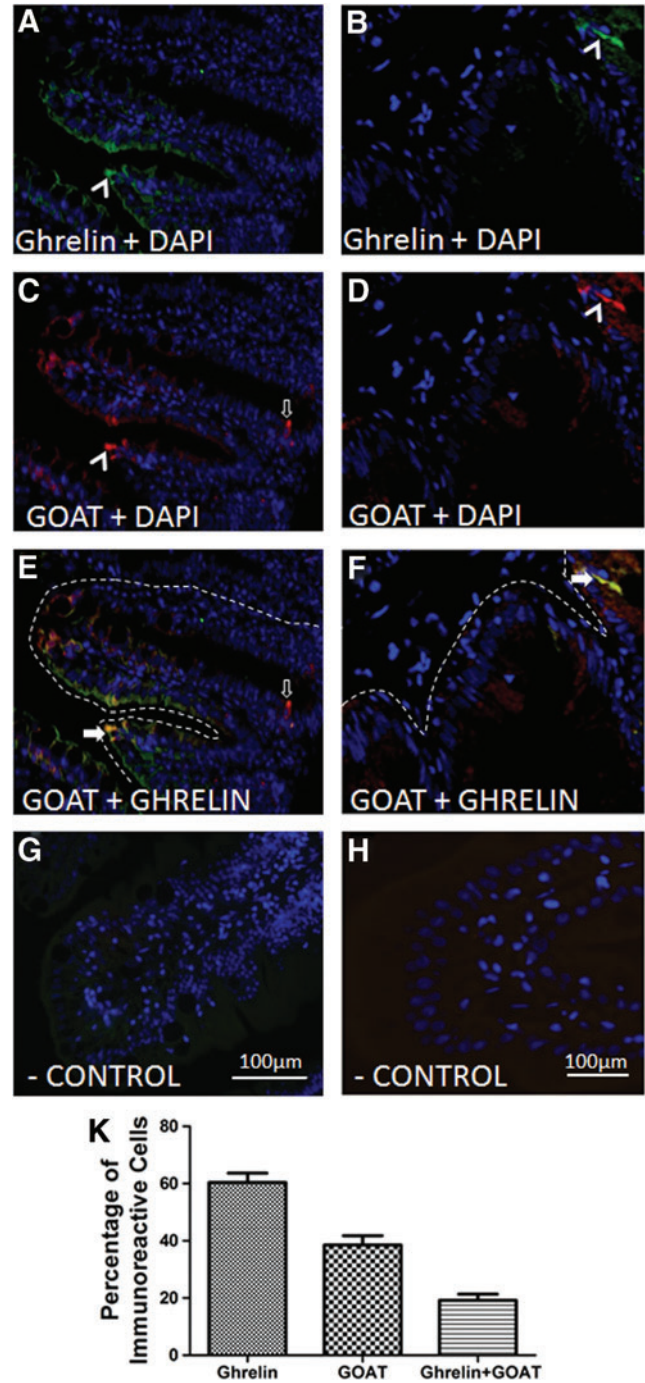 A
Ghrelin + DAPI
B
Ghrelin + DAPI
C
GOAT + DAPI
D
GOAT + DAPI
E
GOAT + GHRELIN
F
GOAT + GHRELIN
G
- CONTROL
100µm
H
- CONTROL
100µm
K
Percentage of
Immunoreactive Cells
80
60
40
20
0
Ghrelin
GOAT
Ghrelin+GOAT